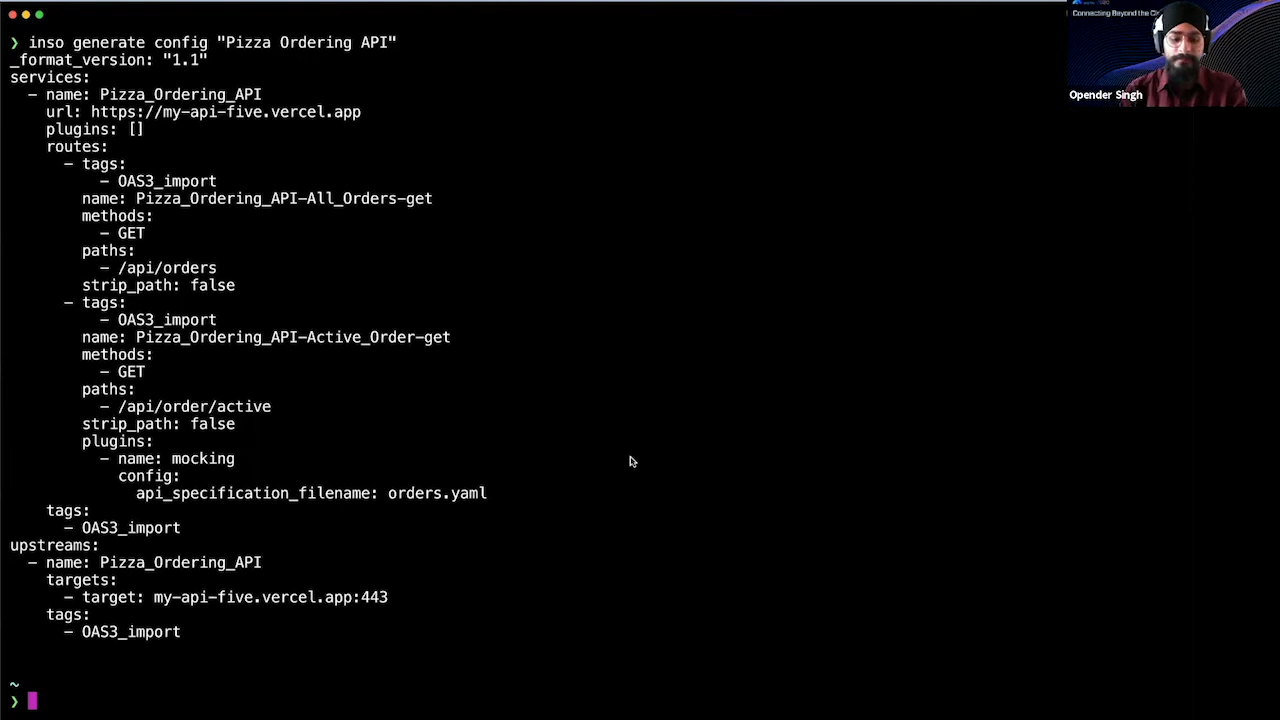 ❯ inso generate config "Pizza Ordering API"
_format_version: "1.1"
services:
  - name: Pizza_Ordering_API
    url: https://my-api-five.vercel.app
    plugins: []
    routes:
      - tags:
          - OAS3_import
        name: Pizza_Ordering_API-All_Orders-get
        methods:
          - GET
        paths:
          - /api/orders
        strip_path: false
      - tags:
          - OAS3_import
        name: Pizza_Ordering_API-Active_Order-get
        methods:
          - GET
        paths:
          - /api/order/active
        strip_path: false
        plugins:
          - name: mocking
            config:
              api_specification_filename: orders.yaml
    tags:
      - OAS3_import
upstreams:
  - name: Pizza_Ordering_API
    targets:
      - target: my-api-five.vercel.app:443
    tags:
      - OAS3_import
~
❯
Connecting Beyond the
Opender Singh